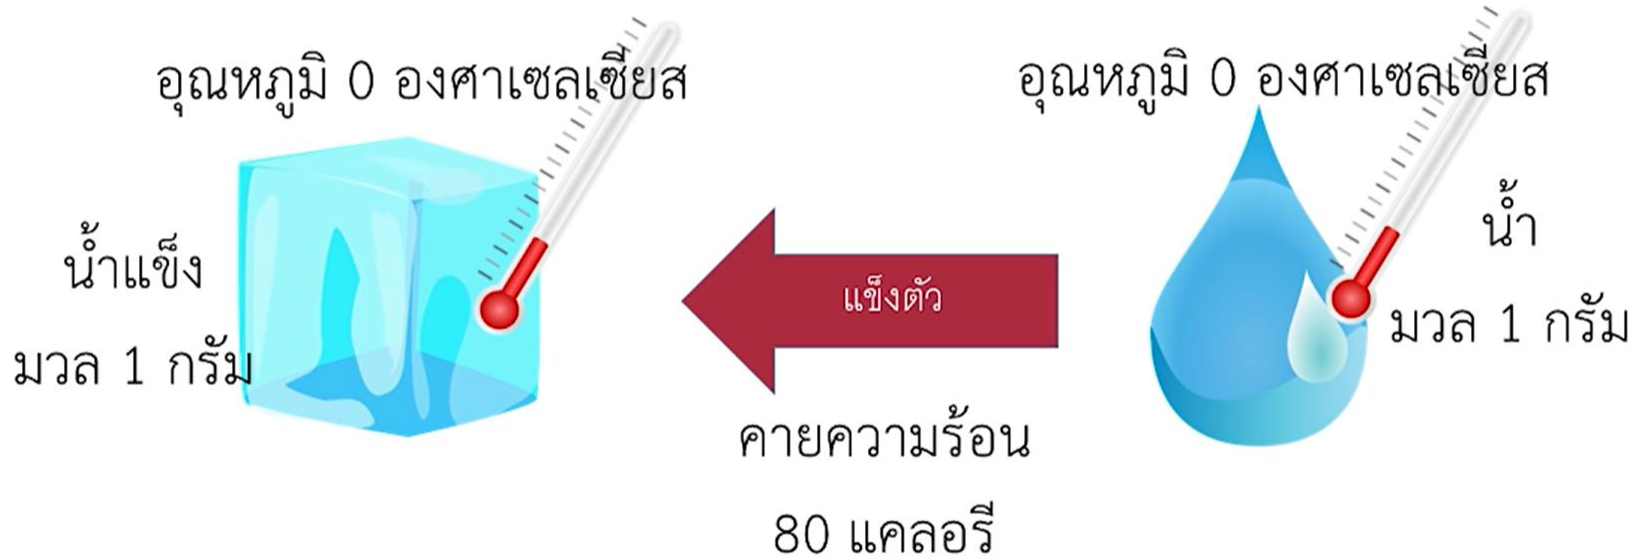 อุณหภูมิ 0 องศาเซลเซียส
น้ำแข็ง
มวล 1 กรัม
แข็งตัว
คายความร้อน
80 แคลอรี
อุณหภูมิ 0 องศาเซลเซียส
น้ำ
มวล 1 กรัม